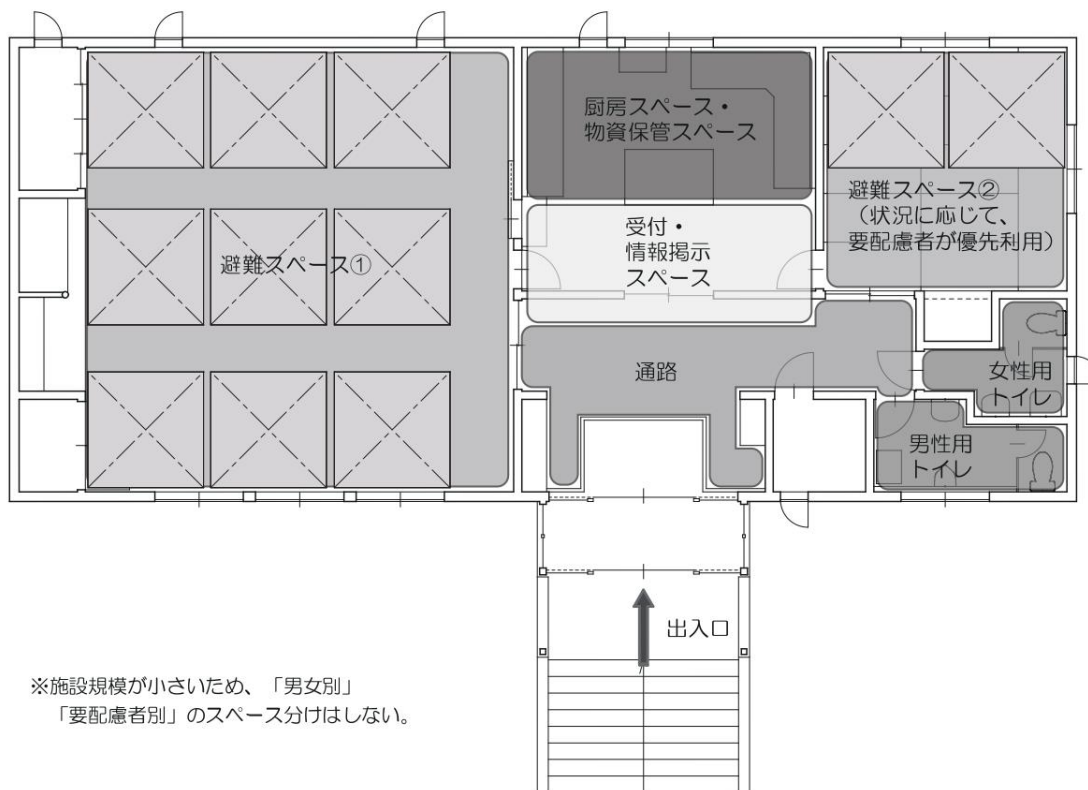 厨房スペース・
物資保管スペース
避難スペース②
(状況に応じて、
要配慮者が優先利用)
受付・
情報掲示
スペース
避難スペース①
通路
女性用
トイレ
男性用
トイレ
出入口
※施設規模が小さいため、「男女別」
「要配慮者別」のスペース分けはしない。